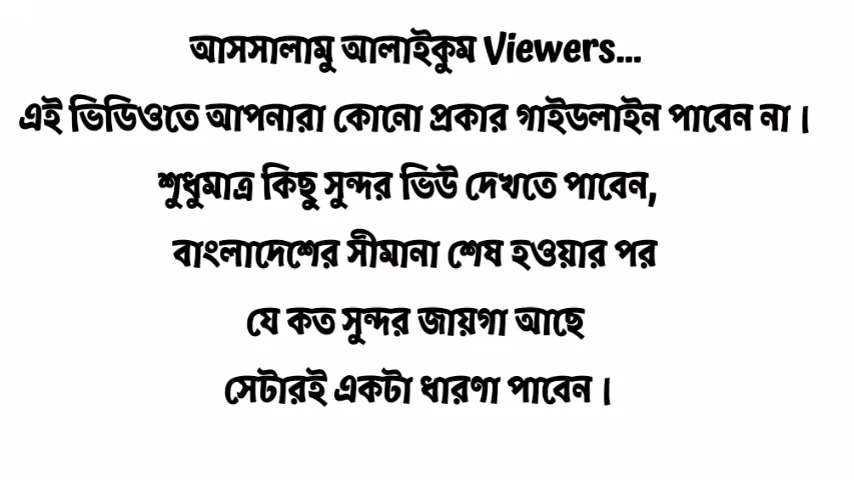 আসসালামু আলাইকুম Viewers...
এই ভিডিওতে আপনারা কোনো প্রকার গাইডলাইন পাবেন না।
শুধুমাত্র কিছু সুন্দর ভিউ দেখতে পাবেন,
বাংলাদেশের সীমানা শেষ হওয়ার পর
যে কত সুন্দর জায়গা আছে
সেটারই একটা ধারণা পাবেন।